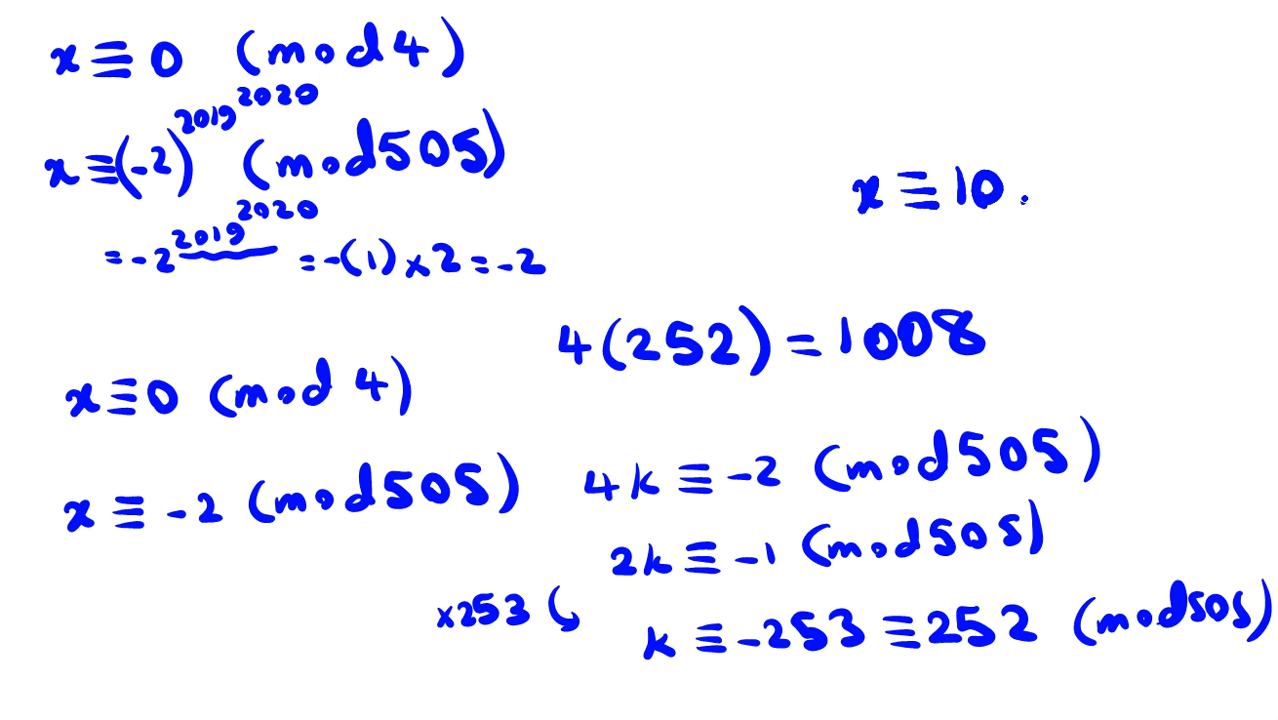 x ≡ 0 (mod 4)
x ≡ (-2)^2019^2020 (mod 505)
= -2^2019^2020 = -(1) × 2 = -2
x ≡ 0 (mod 4)
x ≡ -2 (mod 505)
x ≡ 10
4(252) = 1008
4k ≡ -2 (mod 505)
2k ≡ -1 (mod 505)
×253
k ≡ -253 ≡ 252 (mod 505)